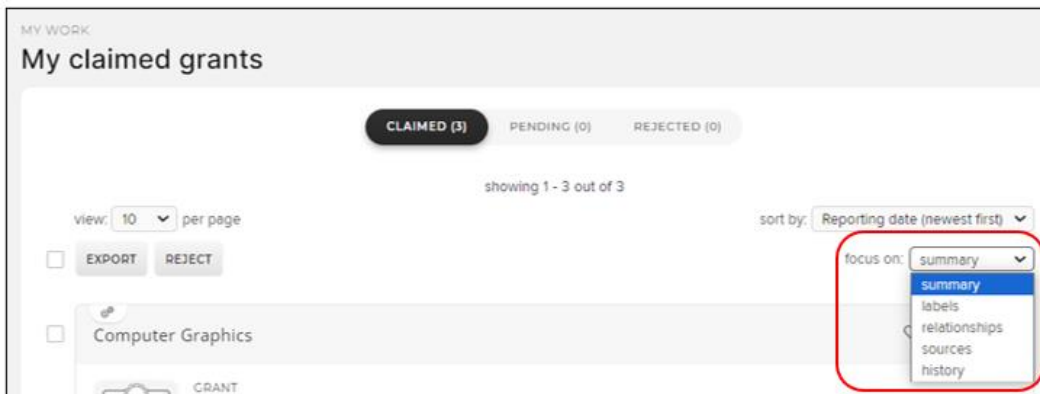 MY WORK
My claimed grants
CLAIMED (3) PENDING (0) REJECTED (0)
showing 1 - 3 out of 3
view: 10 per page sort by: Reporting date (newest first)
EXPORT REJECT focus on: summary
summary
labels
relationships
sources
history
Computer Graphics
GRANT